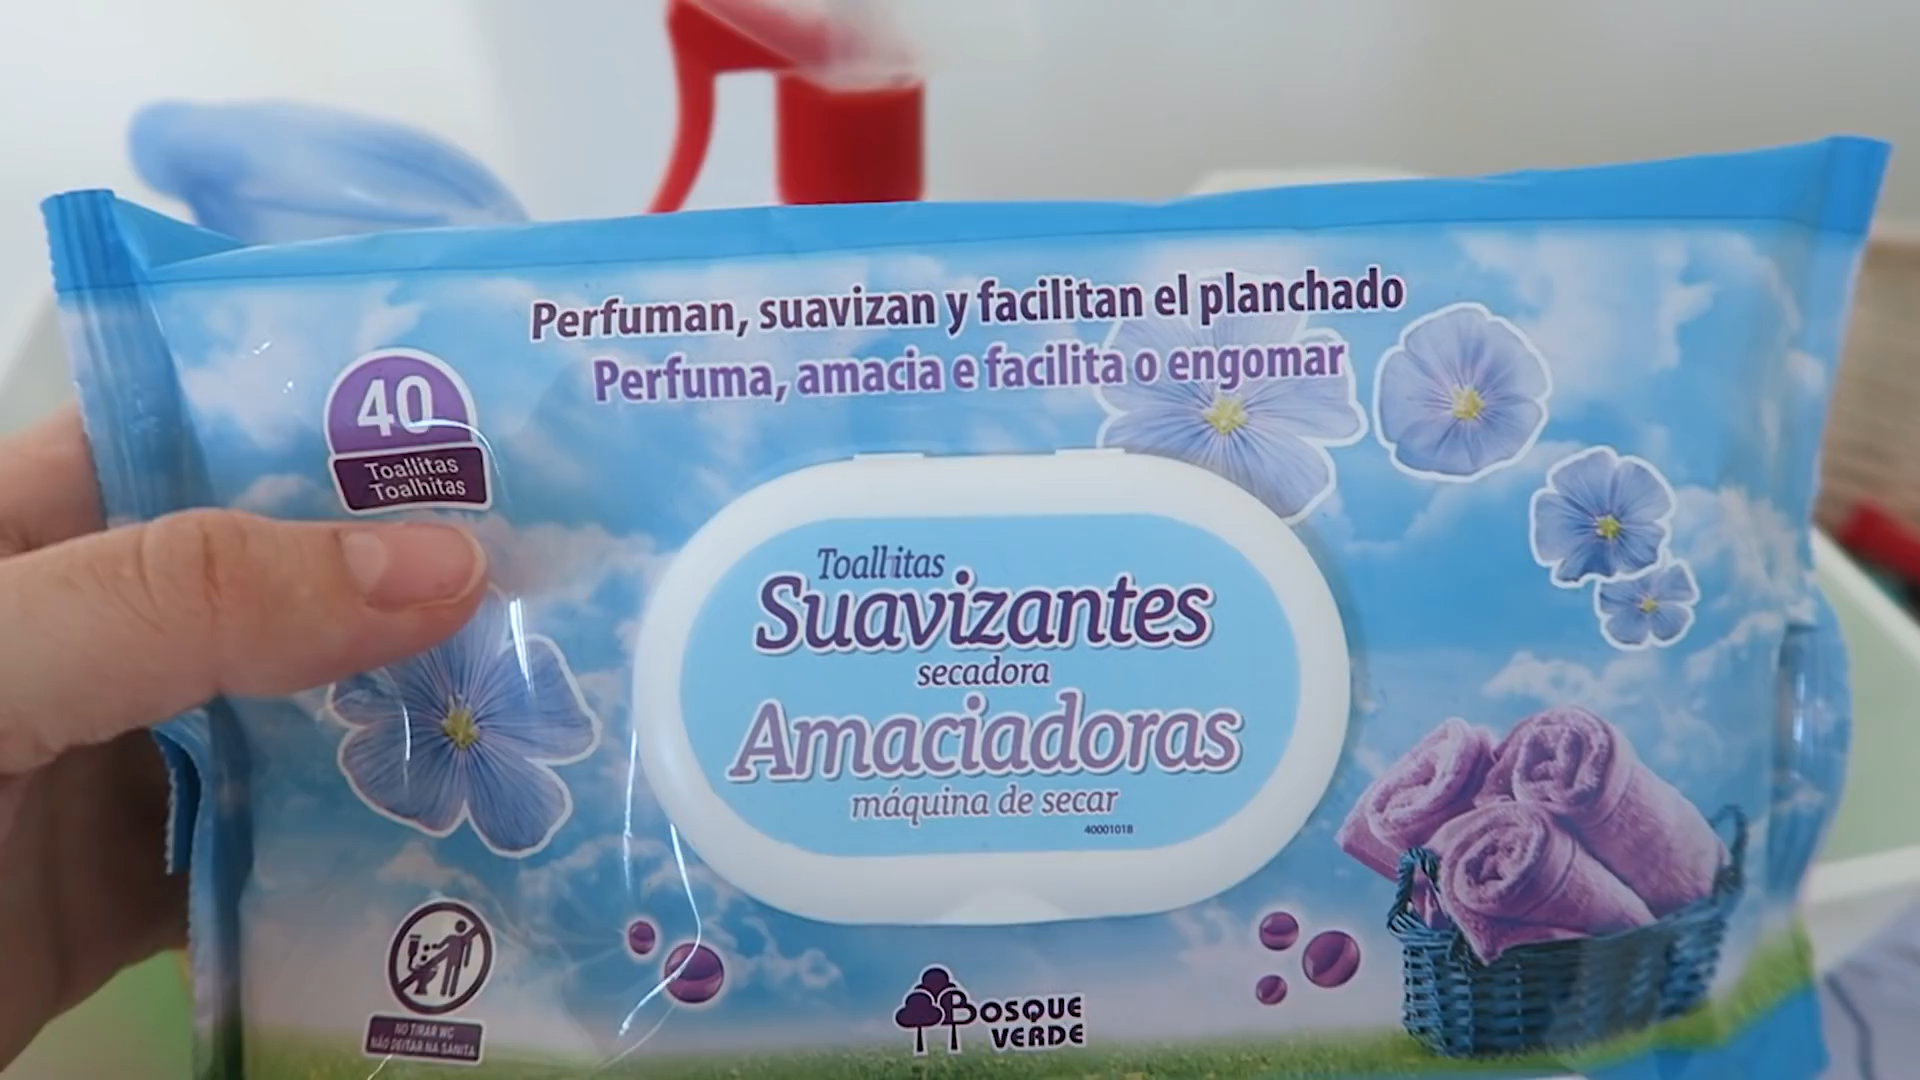 Perfuman, suavizan y facilitan el planchado
Perfuma, amacia e facilita o engomar
40
Toallitas
Toalhitas
Toallitas
Suavizantes
secadora
Amaciadoras
máquina de secar
40001018
NO TIRAR WC
NÃO DEITAR NA SANITA
BOSQUE
VERDE